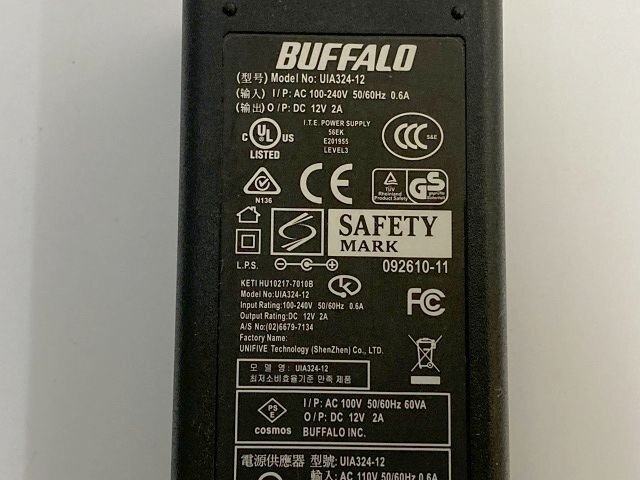 BUFFALO
(型号) Model No: UIA324-12
(输入) I / P: AC 100-240V 50/60Hz 0.6A
(输出) O / P: DC 12V 2A
I.T.E. POWER SUPPLY
56EK
E201955
LEVEL3
C UL US
LISTED
CCC S&E
N136
CE
TÜV
Rheinland
Product Safety
GS
geprüfte
Sicherheit
SAFETY
MARK
L.P.S.
092610-11
KETI HU10217-7010B
Model No:UIA324-12
Input Rating:100-240V 50/60Hz 0.6A
Output Rating:DC 12V 2A
A/S No:(02)6679-7134
Factory Name:
UNIFIVE Technology (ShenZhen) Co., LTD.
FC
모 델 명 : UIA324-12
최저소비효율기준 만족 제품
PS
E
cosmos
I / P: AC 100V 50/60Hz 60VA
O / P: DC 12V 2A
BUFFALO INC.
電源供應器 型號: UIA324-12
輸入: AC 110V 50/60Hz 0.6A